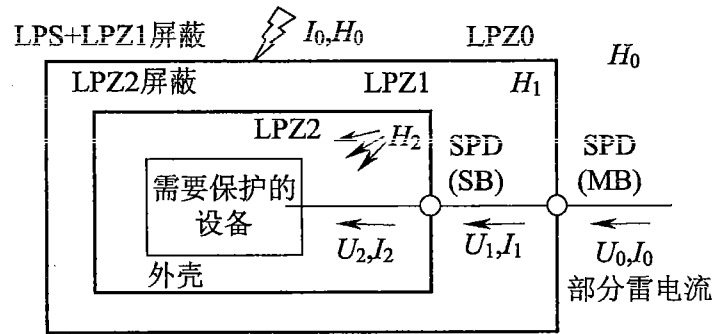 LPS+LPZ1屏蔽
I₀,H₀
LPZ0
H₀
LPZ2屏蔽
LPZ1
H₁
LPZ2
H₂
SPD
(SB)
SPD
(MB)
需要保护的
设备
U₂,I₂
U₁,I₁
U₀,I₀
外壳
部分雷电流